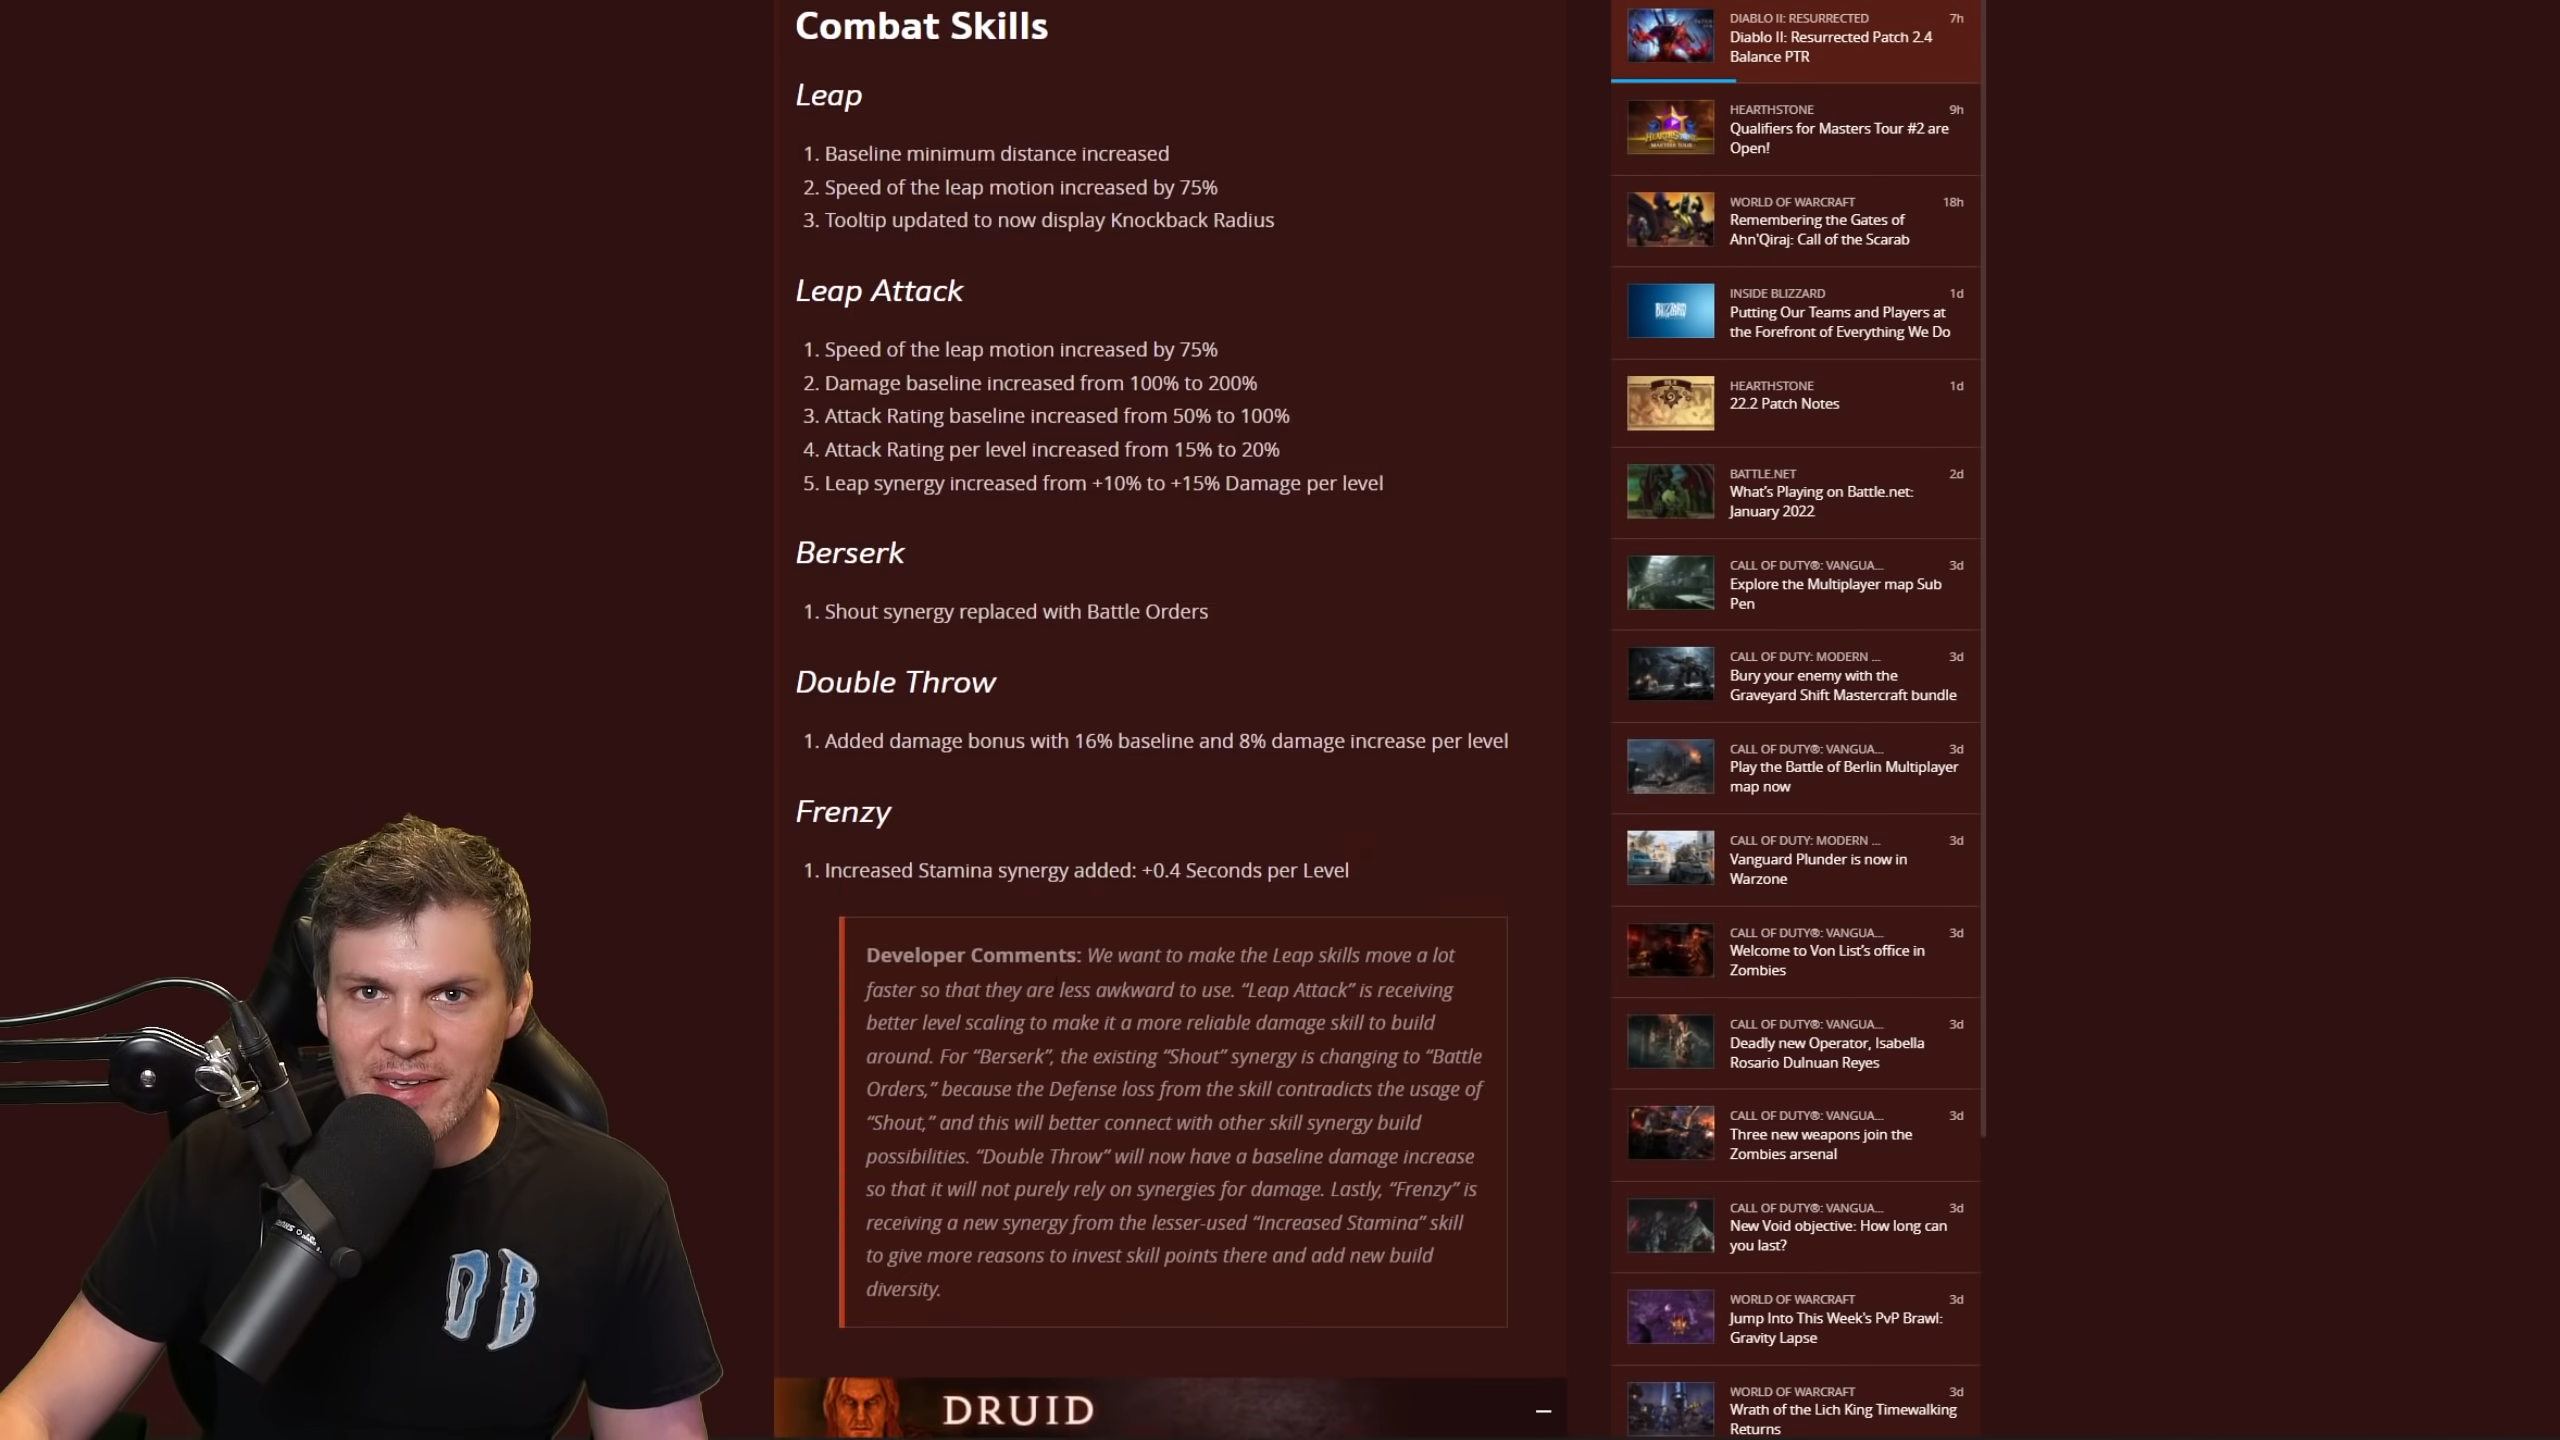 Combat Skills
Leap
1. Baseline minimum distance increased
2. Speed of the leap motion increased by 75%
3. Tooltip updated to now display Knockback Radius
Leap Attack
1. Speed of the leap motion increased by 75%
2. Damage baseline increased from 100% to 200%
3. Attack Rating baseline increased from 50% to 100%
4. Attack Rating per level increased from 15% to 20%
5. Leap synergy increased from +10% to +15% Damage per level
Berserk
1. Shout synergy replaced with Battle Orders
Double Throw
1. Added damage bonus with 16% baseline and 8% damage increase per level
Frenzy
1. Increased Stamina synergy added: +0.4 Seconds per Level
Developer Comments: We want to make the Leap skills move a lot
faster so that they are less awkward to use. “Leap Attack” is receiving
better level scaling to make it a more reliable damage skill to build
around. For “Berserk”, the existing “Shout” synergy is changing to “Battle
Orders,” because the Defense loss from the skill contradicts the usage of
“Shout,” and this will better connect with other skill synergy build
possibilities. “Double Throw” will now have a baseline damage increase
so that it will not purely rely on synergies for damage. Lastly, “Frenzy” is
receiving a new synergy from the lesser-used “Increased Stamina” skill
to give more reasons to invest skill points there and add new build
diversity.
DRUID
DIABLO II: RESURRECTED 7h
Diablo II: Resurrected Patch 2.4
Balance PTR
HEARTHSTONE 9h
Qualifiers for Masters Tour #2 are
Open!
WORLD OF WARCRAFT 18h
Remembering the Gates of
Ahn'Qiraj: Call of the Scarab
INSIDE BLIZZARD 1d
Putting Our Teams and Players at
the Forefront of Everything We Do
BLIZZARD
HEARTHSTONE 1d
22.2 Patch Notes
BATTLE.NET 2d
What's Playing on Battle.net:
January 2022
CALL OF DUTY®: VANGUA... 3d
Explore the Multiplayer map Sub
Pen
CALL OF DUTY: MODERN ... 3d
Bury your enemy with the
Graveyard Shift Mastercraft bundle
CALL OF DUTY®: VANGUA... 3d
Play the Battle of Berlin Multiplayer
map now
CALL OF DUTY: MODERN ... 3d
Vanguard Plunder is now in
Warzone
CALL OF DUTY®: VANGUA... 3d
Welcome to Von List's office in
Zombies
CALL OF DUTY®: VANGUA... 3d
Deadly new Operator, Isabella
Rosario Dulnuan Reyes
CALL OF DUTY®: VANGUA... 3d
Three new weapons join the
Zombies arsenal
CALL OF DUTY®: VANGUA... 3d
New Void objective: How long can
you last?
WORLD OF WARCRAFT 3d
Jump Into This Week's PvP Brawl:
Gravity Lapse
WORLD OF WARCRAFT 3d
Wrath of the Lich King Timewalking
Returns
DB